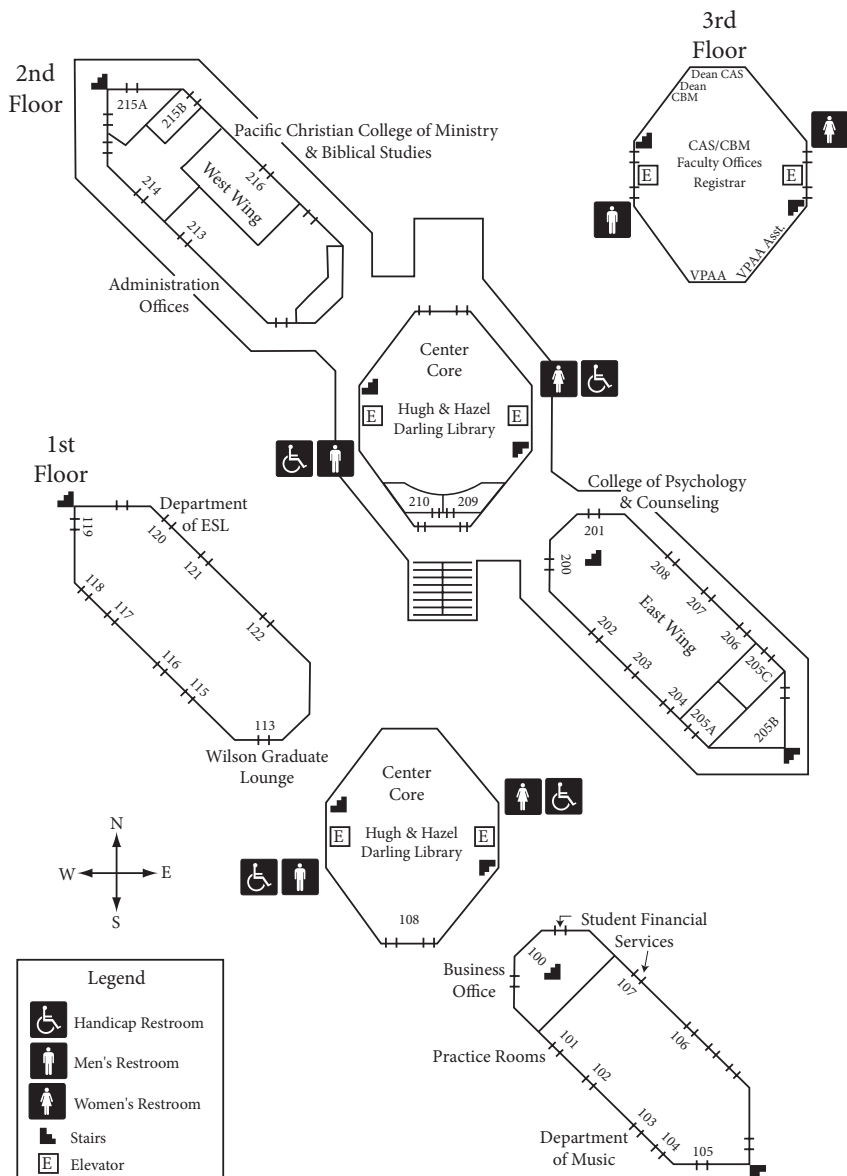 3rd
Floor
Dean CAS
Dean
CBM
CAS/CBM
Faculty Offices
Registrar
E
E
VPAA
VPAA Asst.
2nd
Floor
215A
215B
Pacific Christian College of Ministry
& Biblical Studies
216
West Wing
214
213
Administration
Offices
Center
Core
E
E
Hugh & Hazel
Darling Library
210
209
College of Psychology
& Counseling
201
200
208
207
206
East Wing
202
203
204
205A
205C
205B
1st
Floor
Department
of ESL
119
120
121
122
118
117
116
115
113
Wilson Graduate
Lounge
Center
Core
E
E
Hugh & Hazel
Darling Library
108
N
W
E
S
Student Financial
Services
Business
Office
100
107
106
Practice Rooms
101
102
103
104
105
Department
of Music
Legend
Handicap Restroom
Men's Restroom
Women's Restroom
Stairs
E
Elevator